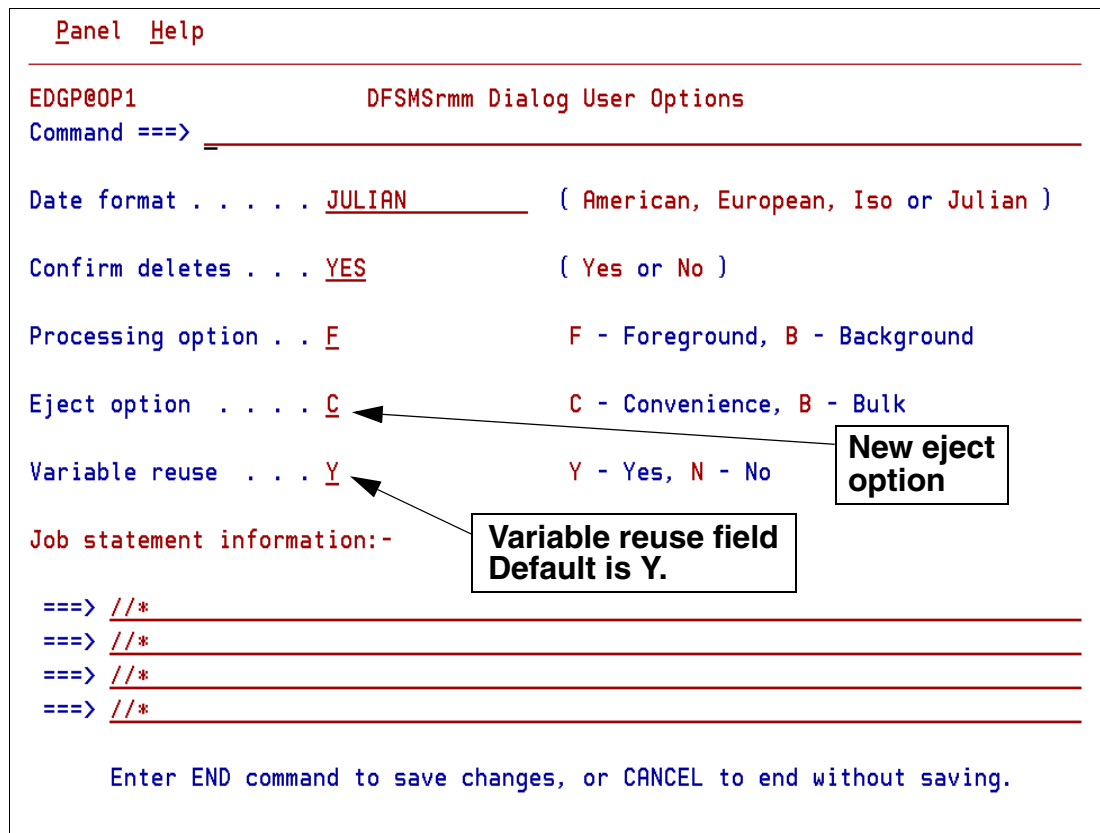 Panel Help
EDGP@OP1 DFSMSrmm Dialog User Options
Command ===> _
Date format . . . . . JULIAN ( American, European, Iso or Julian )
Confirm deletes . . . YES ( Yes or No )
Processing option . . F F - Foreground, B - Background
Eject option . . . . C C - Convenience, B - Bulk
New eject
option
Variable reuse . . . Y Y - Yes, N - No
Variable reuse field
Default is Y.
Job statement information:-
===> //*
===> //*
===> //*
===> //*
Enter END command to save changes, or CANCEL to end without saving.